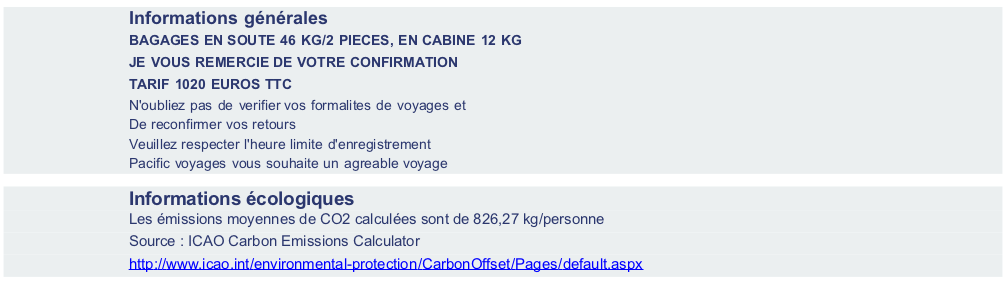 Informations générales
BAGAGES EN SOUTE 46 KG/2 PIECES, EN CABINE 12 KG
JE VOUS REMERCIE DE VOTRE CONFIRMATION
TARIF 1020 EUROS TTC
N'oubliez pas de verifier vos formalites de voyages et
De reconfirmer vos retours
Veuillez respecter l'heure limite d'enregistrement
Pacific voyages vous souhaite un agreable voyage
Informations écologiques
Les émissions moyennes de CO2 calculées sont de 826,27 kg/personne
Source : ICAO Carbon Emissions Calculator
http://www.icao.int/environmental-protection/CarbonOffset/Pages/default.aspx